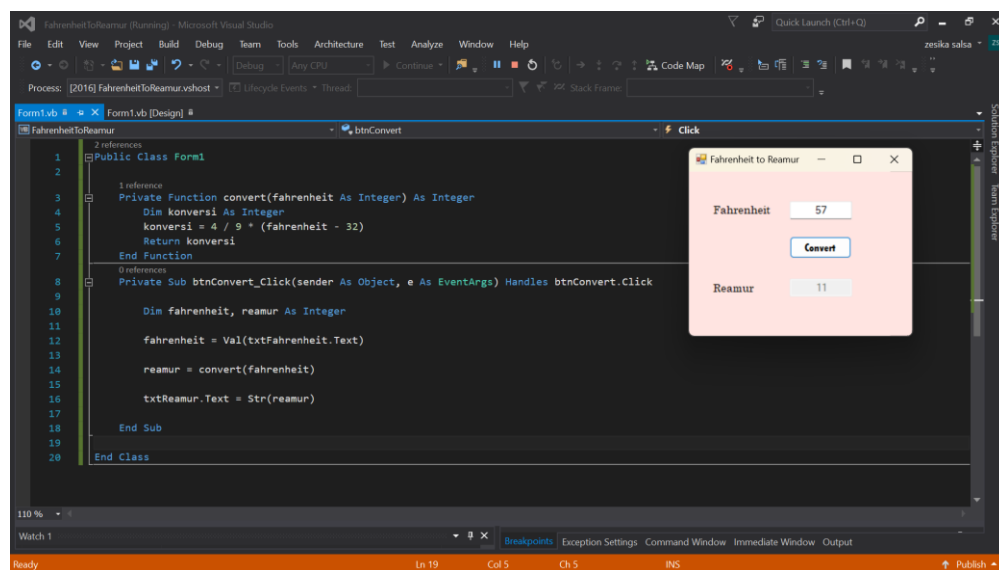 FahrenheitToReamur (Running) - Microsoft Visual Studio
Quick Launch (Ctrl+Q)
File Edit View Project Build Debug Team Tools Architecture Test Analyze Window Help
zesika salsa
Debug Any CPU Continue Code Map
Process: [2016] FahrenheitToReamur.vshost Lifecycle Events Thread: Stack Frame:
Form1.vb Form1.vb [Design]
FahrenheitToReamur btnConvert Click
2 references
1 Public Class Form1
2
1 reference
3 Private Function convert(fahrenheit As Integer) As Integer
4 Dim konversi As Integer
5 konversi = 4 / 9 * (fahrenheit - 32)
6 Return konversi
7 End Function
0 references
8 Private Sub btnConvert_Click(sender As Object, e As EventArgs) Handles btnConvert.Click
9
10 Dim fahrenheit, reamur As Integer
11
12 fahrenheit = Val(txtFahrenheit.Text)
13
14 reamur = convert(fahrenheit)
15
16 txtReamur.Text = Str(reamur)
17
18 End Sub
19
20 End Class
Fahrenheit to Reamur
Fahrenheit 57
Convert
Reamur 11
Solution Explorer
Team Explorer
110 %
Watch 1
Breakpoints Exception Settings Command Window Immediate Window Output
Ready Ln 19 Col 5 Ch 5 INS Publish